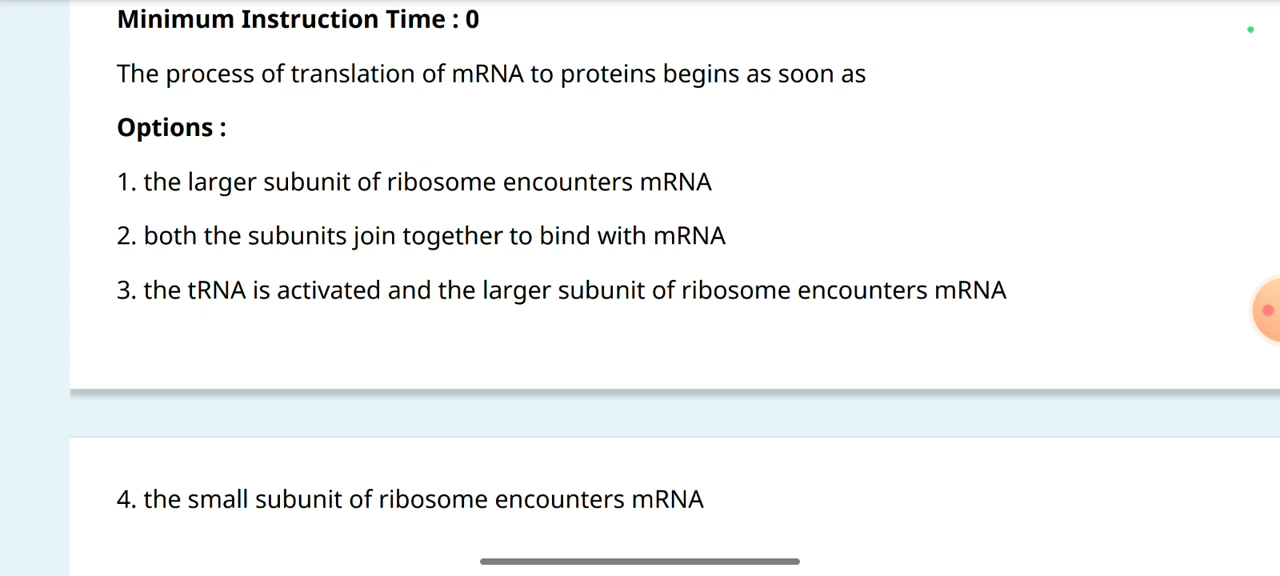 Minimum Instruction Time : 0
The process of translation of mRNA to proteins begins as soon as
Options :
1. the larger subunit of ribosome encounters mRNA
2. both the subunits join together to bind with mRNA
3. the tRNA is activated and the larger subunit of ribosome encounters mRNA
4. the small subunit of ribosome encounters mRNA